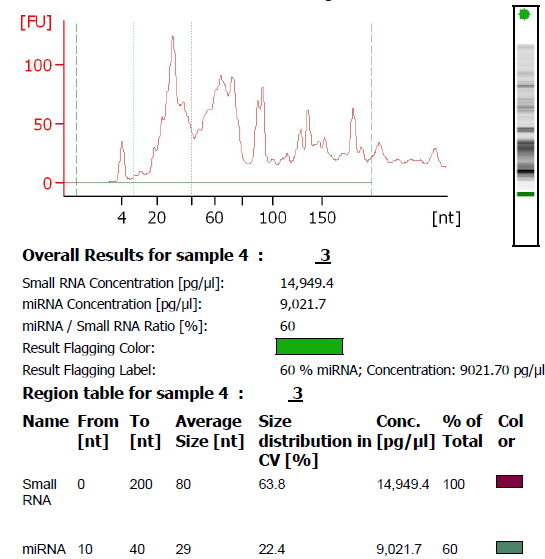 [FU]
100
50
0
4 20 60 100 150 [nt]
Overall Results for sample 4 : 3
Small RNA Concentration [pg/µl]: 14,949.4
miRNA Concentration [pg/µl]: 9,021.7
miRNA / Small RNA Ratio [%]: 60
Result Flagging Color:
Result Flagging Label: 60 % miRNA; Concentration: 9021.70 pg/µl
Region table for sample 4 : 3
Name From To Average Size Conc. % of Col
[nt] [nt] Size [nt] distribution in [pg/µl] Total or
CV [%]
Small 0 200 80 63.8 14,949.4 100
RNA
miRNA 10 40 29 22.4 9,021.7 60